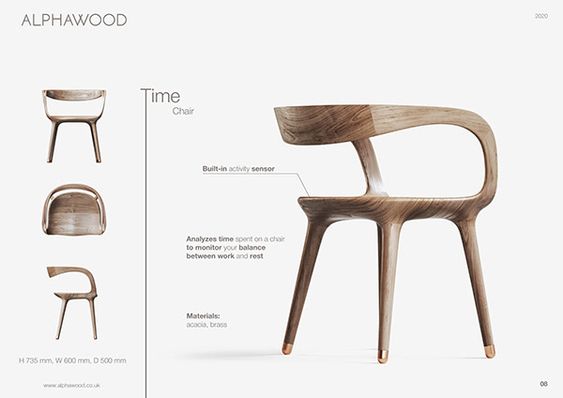 ALPHAWOOD
2020
Time
Chair
Built-in activity sensor
Analyzes time spent on a chair
to monitor your balance
between work and rest
Materials:
acacia, brass
H 735 mm, W 600 mm, D 500 mm
www.alphawood.co.uk
08